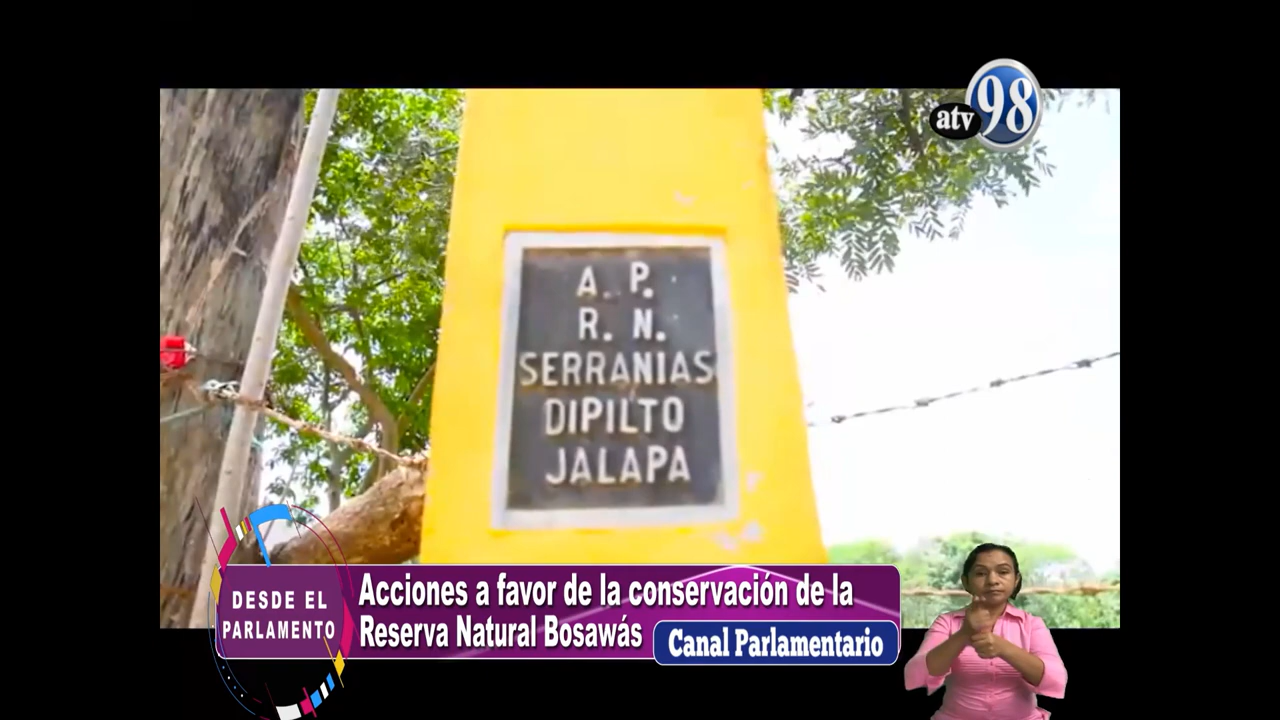 atv 98
A. P.
R. N.
SERRANIAS
DIPILTO
JALAPA
DESDE EL
PARLAMENTO
Acciones a favor de la conservación de la
Reserva Natural Bosawás
Canal Parlamentario